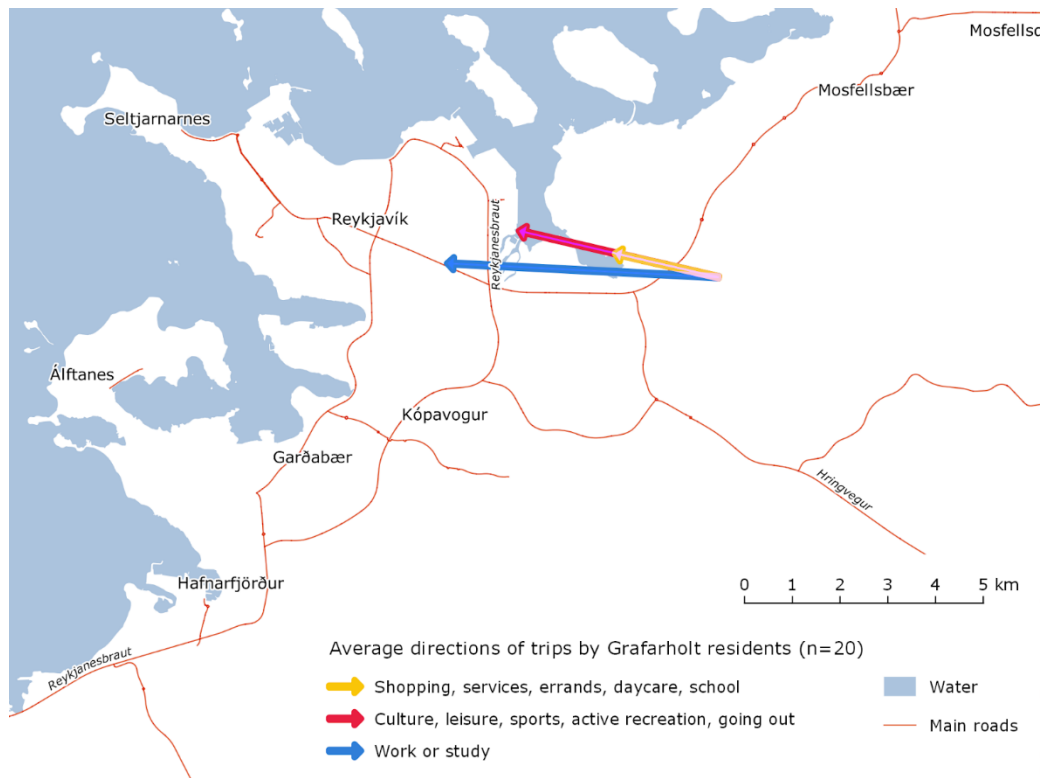 Mosfellsd
Mosfellsbær
Seltjarnarnes
Reykjavík
Reykjanesbraut
Álftanes
Kópavogur
Garðabær
Hringvegur
Hafnarfjörður
0 1 2 3 4 5 km
Reykjanesbraut
Average directions of trips by Grafarholt residents (n=20)
Shopping, services, errands, daycare, school
Water
Culture, leisure, sports, active recreation, going out
Main roads
Work or study